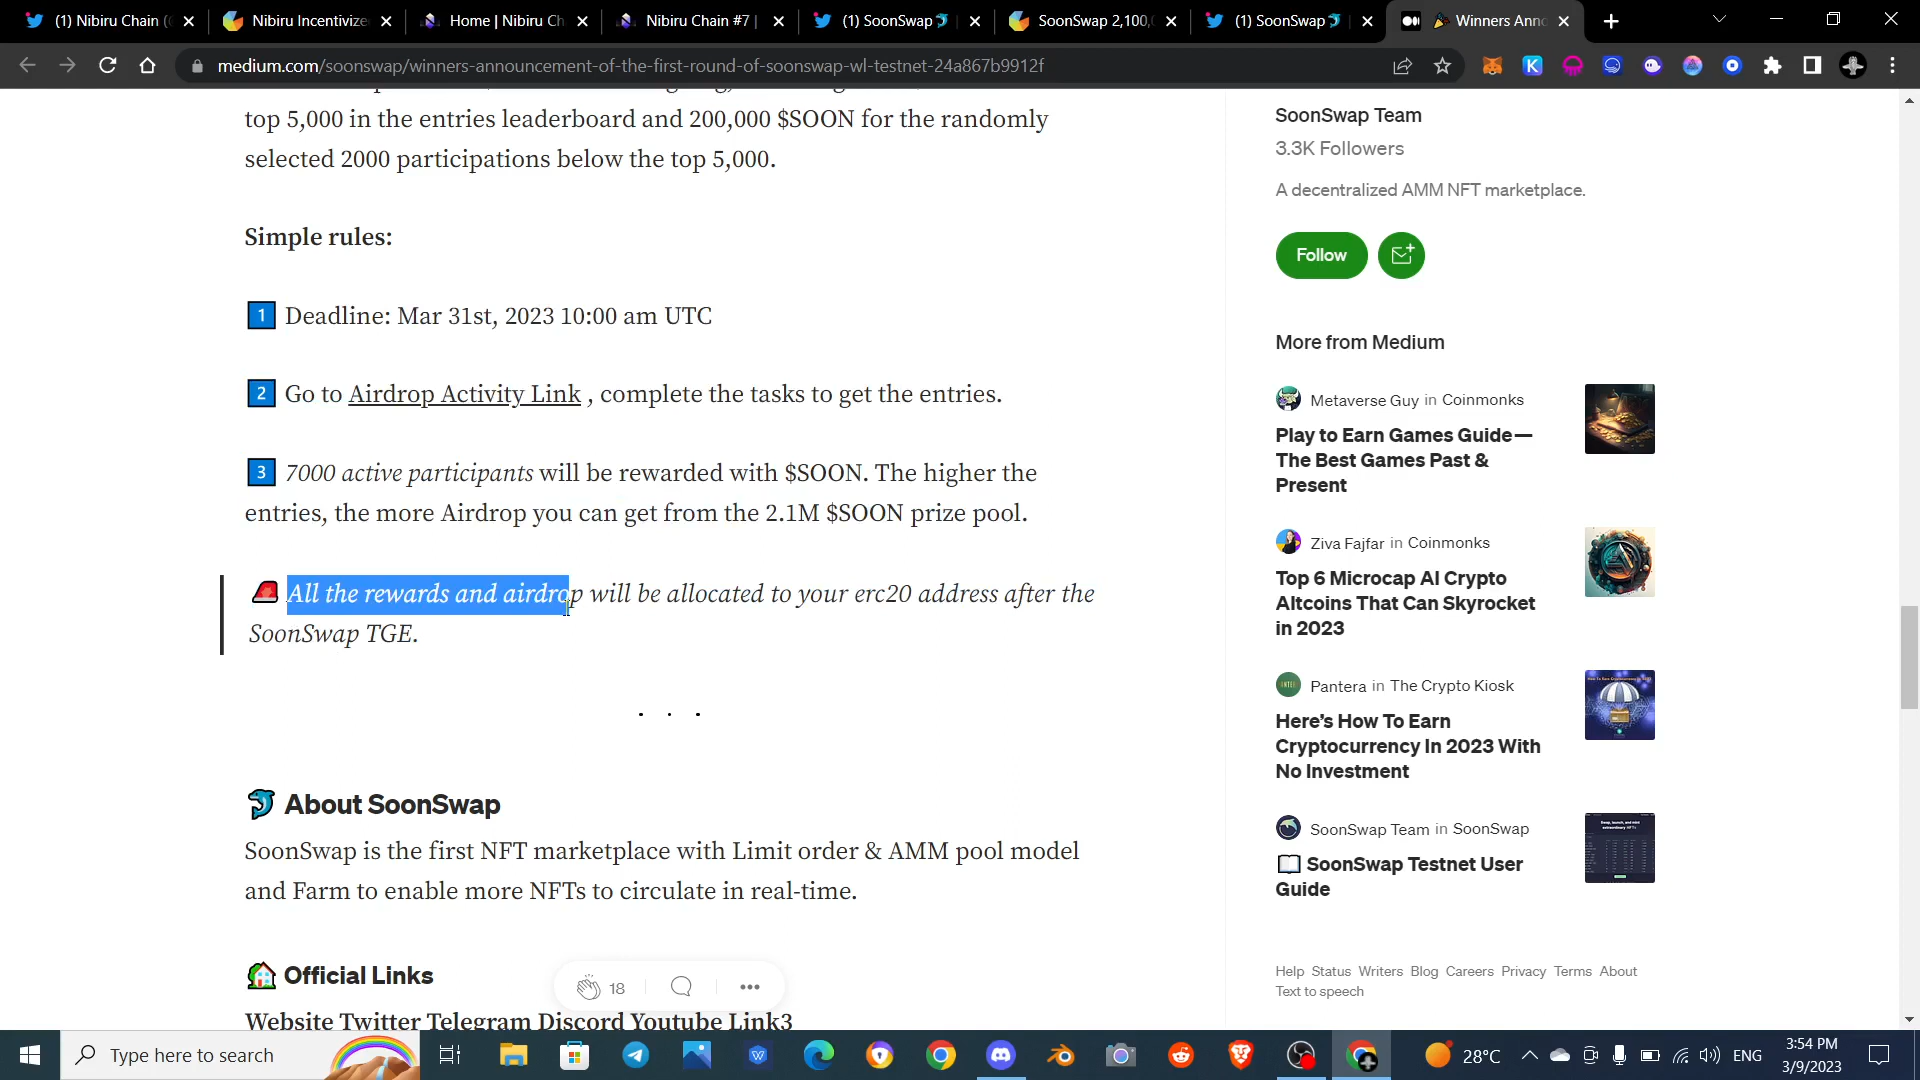 (1) Nibiru Chain (
Nibiru Incentivize
Home | Nibiru Ch
Nibiru Chain #7 |
(1) SoonSwap
SoonSwap 2,100,
(1) SoonSwap
Winners Anno
medium.com/soonswap/winners-announcement-of-the-first-round-of-soonswap-wl-testnet-24a867b9912f
top 5,000 in the entries leaderboard and 200,000 $SOON for the randomly
selected 2000 participations below the top 5,000.
Simple rules:
1 Deadline: Mar 31st, 2023 10:00 am UTC
2 Go to Airdrop Activity Link , complete the tasks to get the entries.
3 7000 active participants will be rewarded with $SOON. The higher the
entries, the more Airdrop you can get from the 2.1M $SOON prize pool.
All the rewards and airdrop will be allocated to your erc20 address after the
SoonSwap TGE.
. . .
About SoonSwap
SoonSwap is the first NFT marketplace with Limit order & AMM pool model
and Farm to enable more NFTs to circulate in real-time.
Official Links
18
Website Twitter Telegram Discord Youtube Link3
SoonSwap Team
3.3K Followers
A decentralized AMM NFT marketplace.
Follow
More from Medium
Metaverse Guy in Coinmonks
Play to Earn Games Guide—
The Best Games Past &
Present
Ziva Fajfar in Coinmonks
Top 6 Microcap AI Crypto
Altcoins That Can Skyrocket
in 2023
Pantera in The Crypto Kiosk
Here's How To Earn
Cryptocurrency In 2023 With
No Investment
SoonSwap Team in SoonSwap
SoonSwap Testnet User
Guide
Help Status Writers Blog Careers Privacy Terms About
Text to speech
Type here to search
28°C
ENG
3:54 PM
3/9/2023